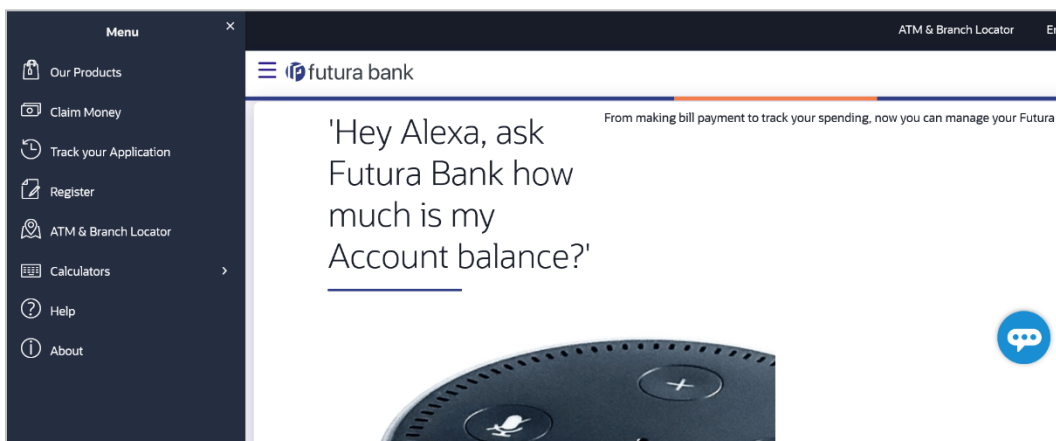 Menu
×
Our Products
Claim Money
Track your Application
Register
ATM & Branch Locator
Calculators
Help
About
ATM & Branch Locator
futura bank
'Hey Alexa, ask
Futura Bank how
much is my
Account balance?'
From making bill payment to track your spending, now you can manage your Futura